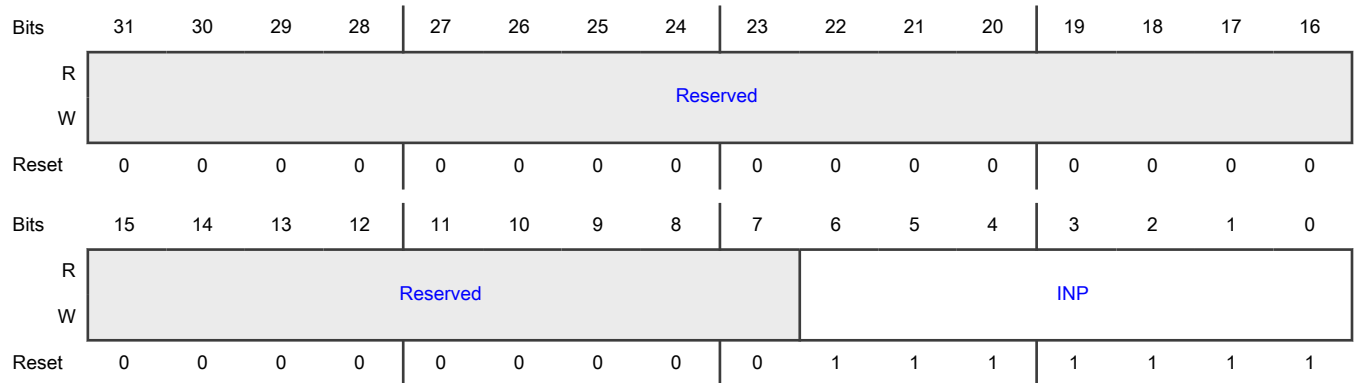 Bits 31 30 29 28 27 26 25 24 23 22 21 20 19 18 17 16
R
Reserved
W
Reset 0 0 0 0 0 0 0 0 0 0 0 0 0 0 0 0
Bits 15 14 13 12 11 10 9 8 7 6 5 4 3 2 1 0
R
Reserved INP
W
Reset 0 0 0 0 0 0 0 0 0 1 1 1 1 1 1 1